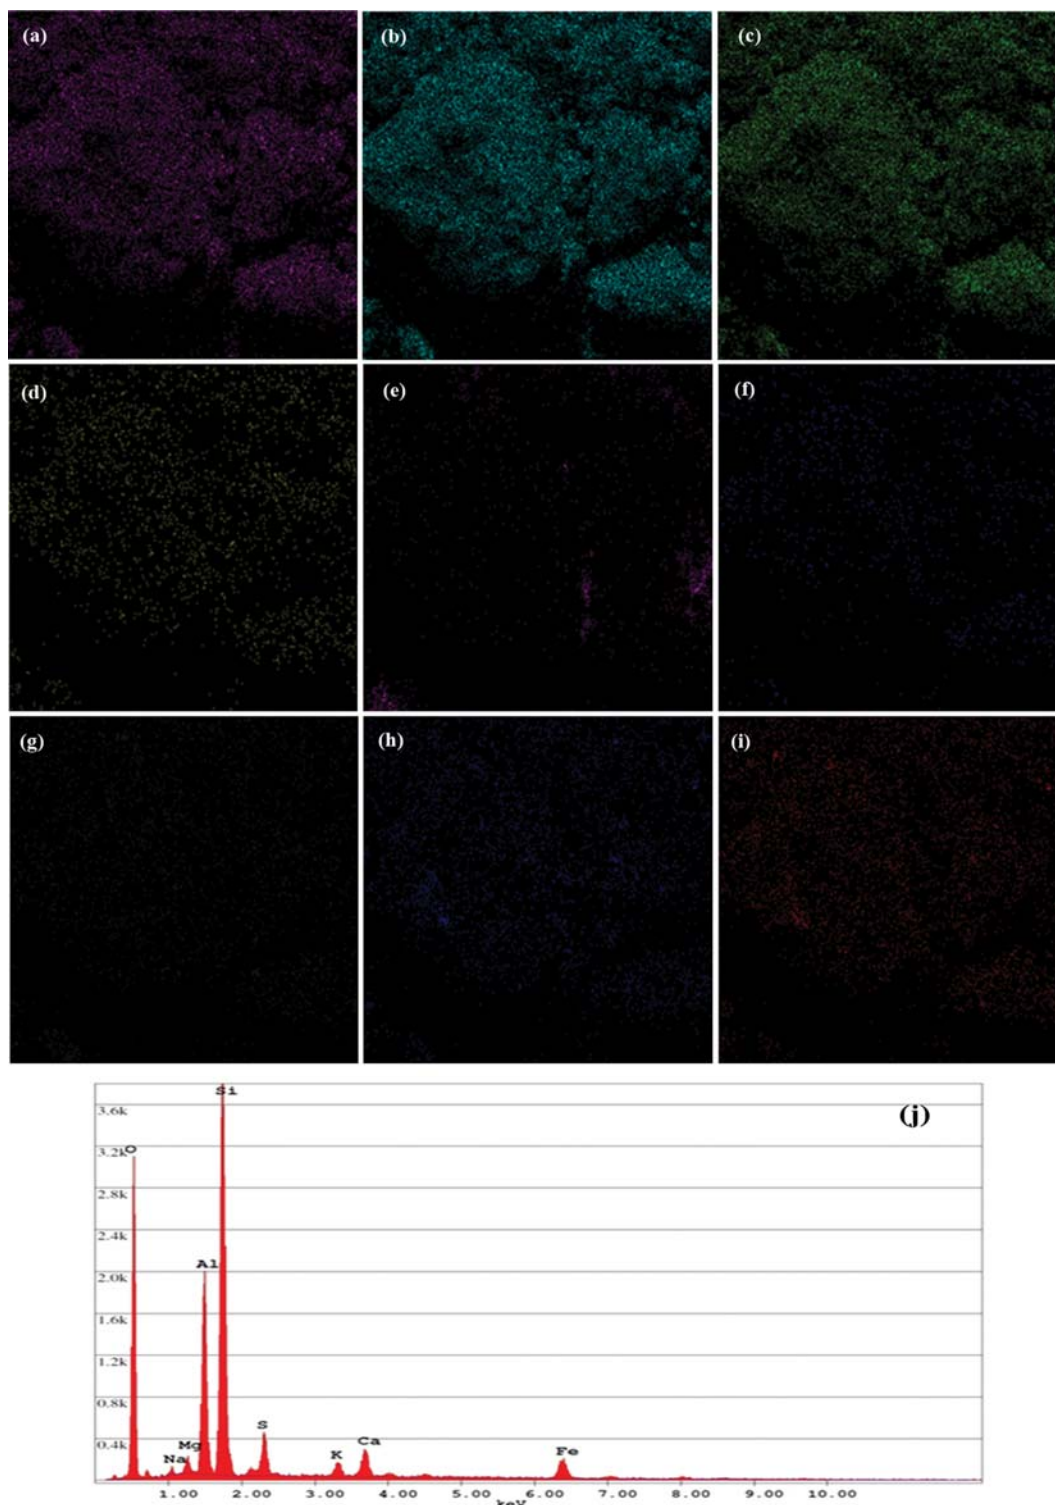 (a) (b) (c)
(d) (e) (f)
(g) (h) (i)
(j)
Si
3.6k
3.2k
O
2.8k
2.4k
Al
2.0k
1.6k
1.2k
0.8k
S
0.4k Mg Ca Fe
Na K
1.00 2.00 3.00 4.00 5.00 6.00 7.00 8.00 9.00 10.00
keV